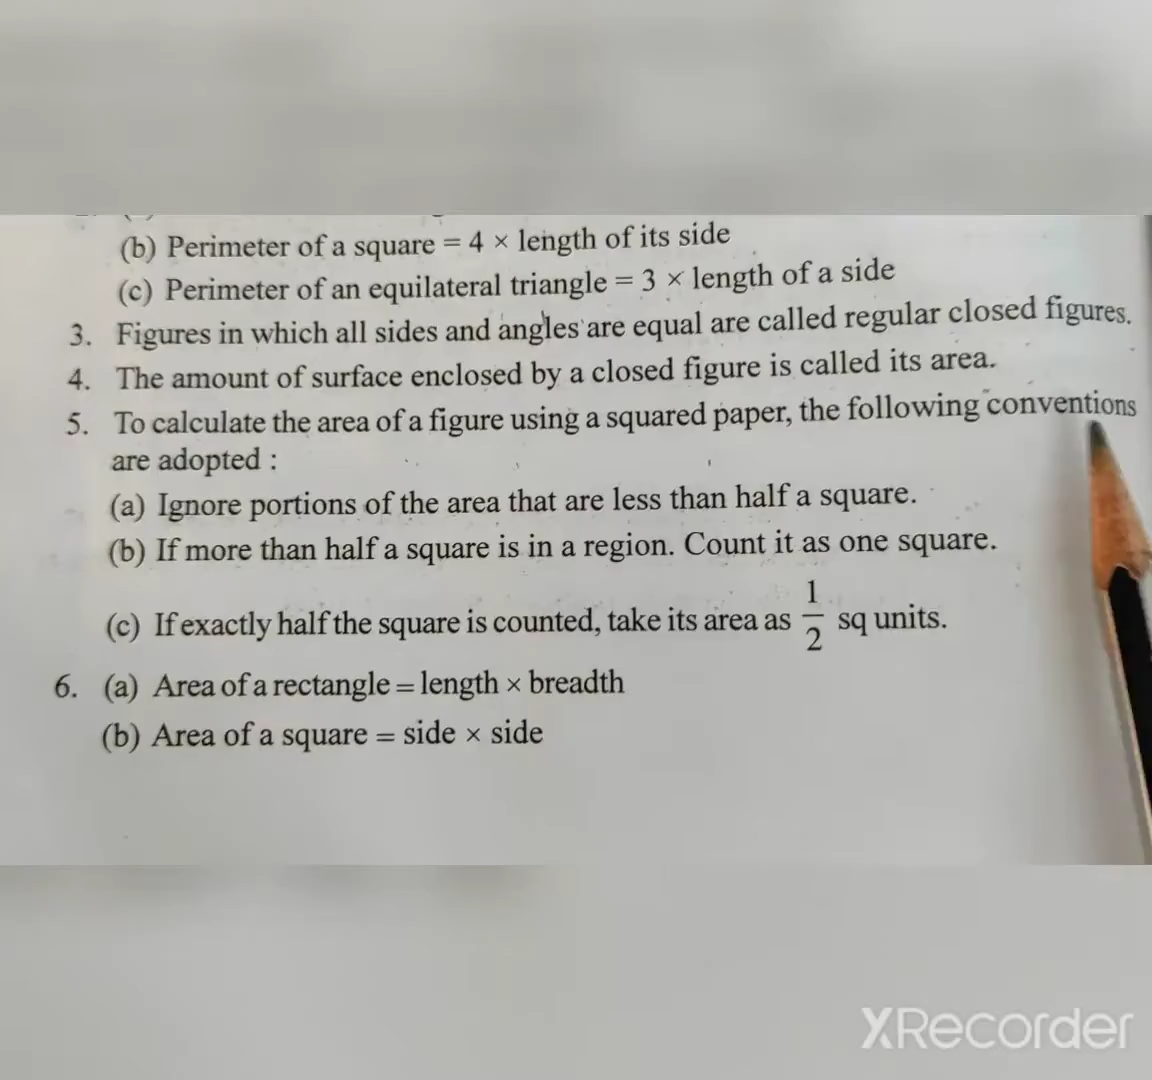 (b) Perimeter of a square = 4 × length of its side
(c) Perimeter of an equilateral triangle = 3 × length of a side
3. Figures in which all sides and angles are equal are called regular closed figures.
4. The amount of surface enclosed by a closed figure is called its area.
5. To calculate the area of a figure using a squared paper, the following conventions
are adopted :
(a) Ignore portions of the area that are less than half a square.
(b) If more than half a square is in a region. Count it as one square.
(c) If exactly half the square is counted, take its area as 1/2 sq units.
6. (a) Area of a rectangle = length × breadth
(b) Area of a square = side × side
XRecorder